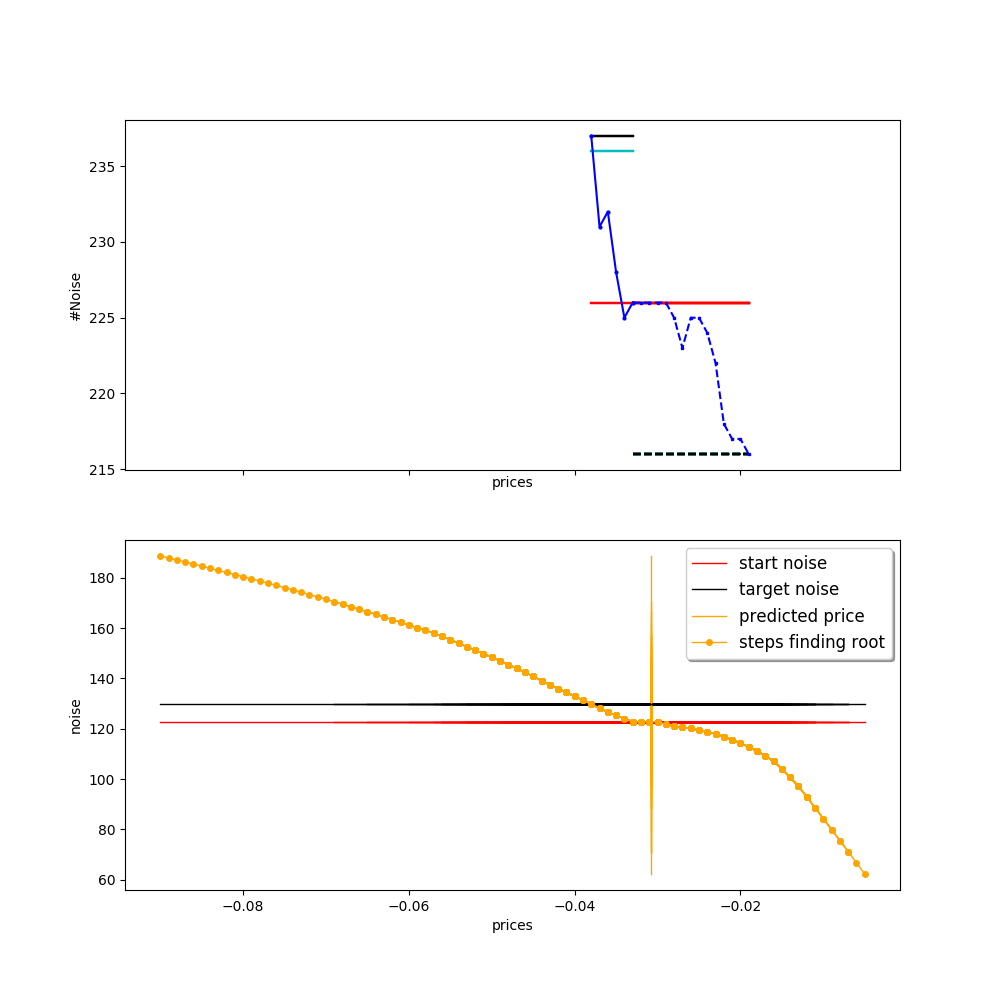 235
230
225
220
215
#Noise
prices
180
160
140
120
100
80
60
noise
start noise
target noise
predicted price
steps finding root
−0.08
−0.06
−0.04
−0.02
prices